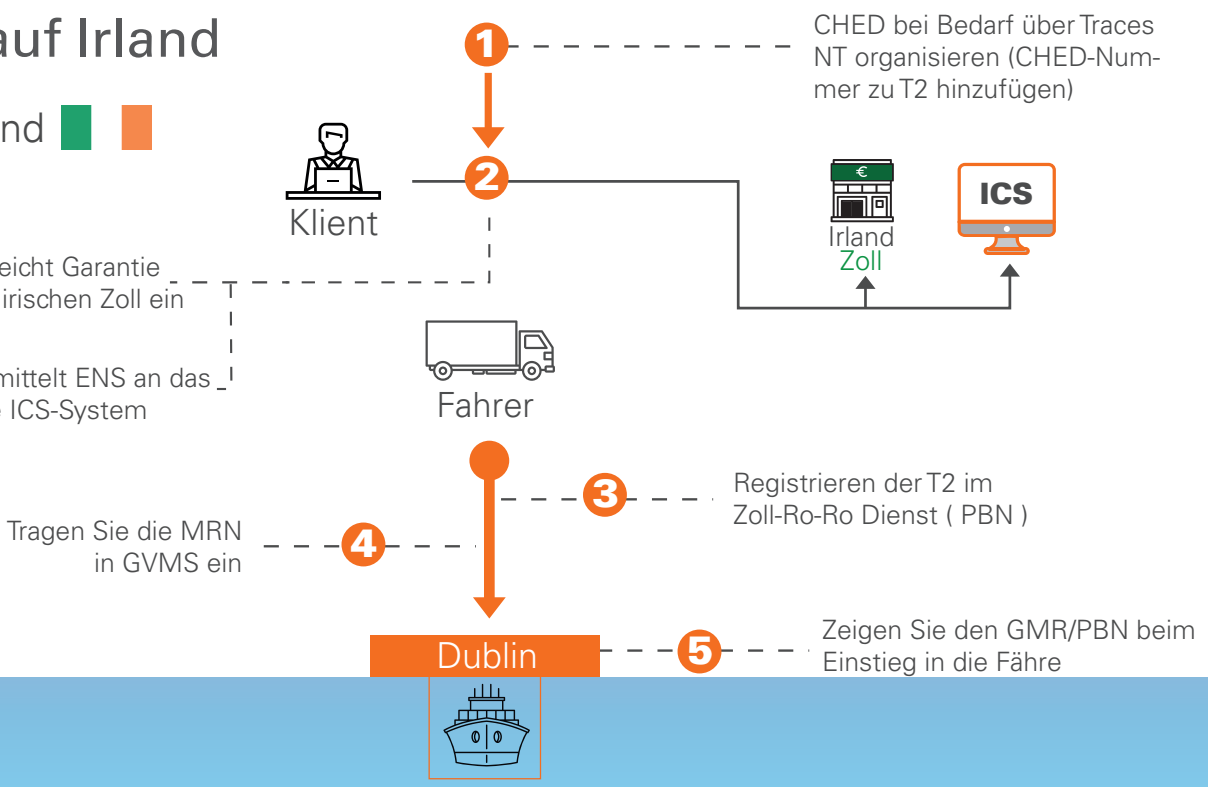 auf Irland
nd
1
CHED bei Bedarf über Traces
NT organisieren (CHED-Num-
mer zu T2 hinzufügen)
2
Klient
€
Irland
Zoll
ICS
eicht Garantie
irischen Zoll ein
mittelt ENS an das
e ICS-System
Fahrer
3
Registrieren der T2 im
Zoll-Ro-Ro Dienst ( PBN )
4
Tragen Sie die MRN
in GVMS ein
Dublin
5
Zeigen Sie den GMR/PBN beim
Einstieg in die Fähre